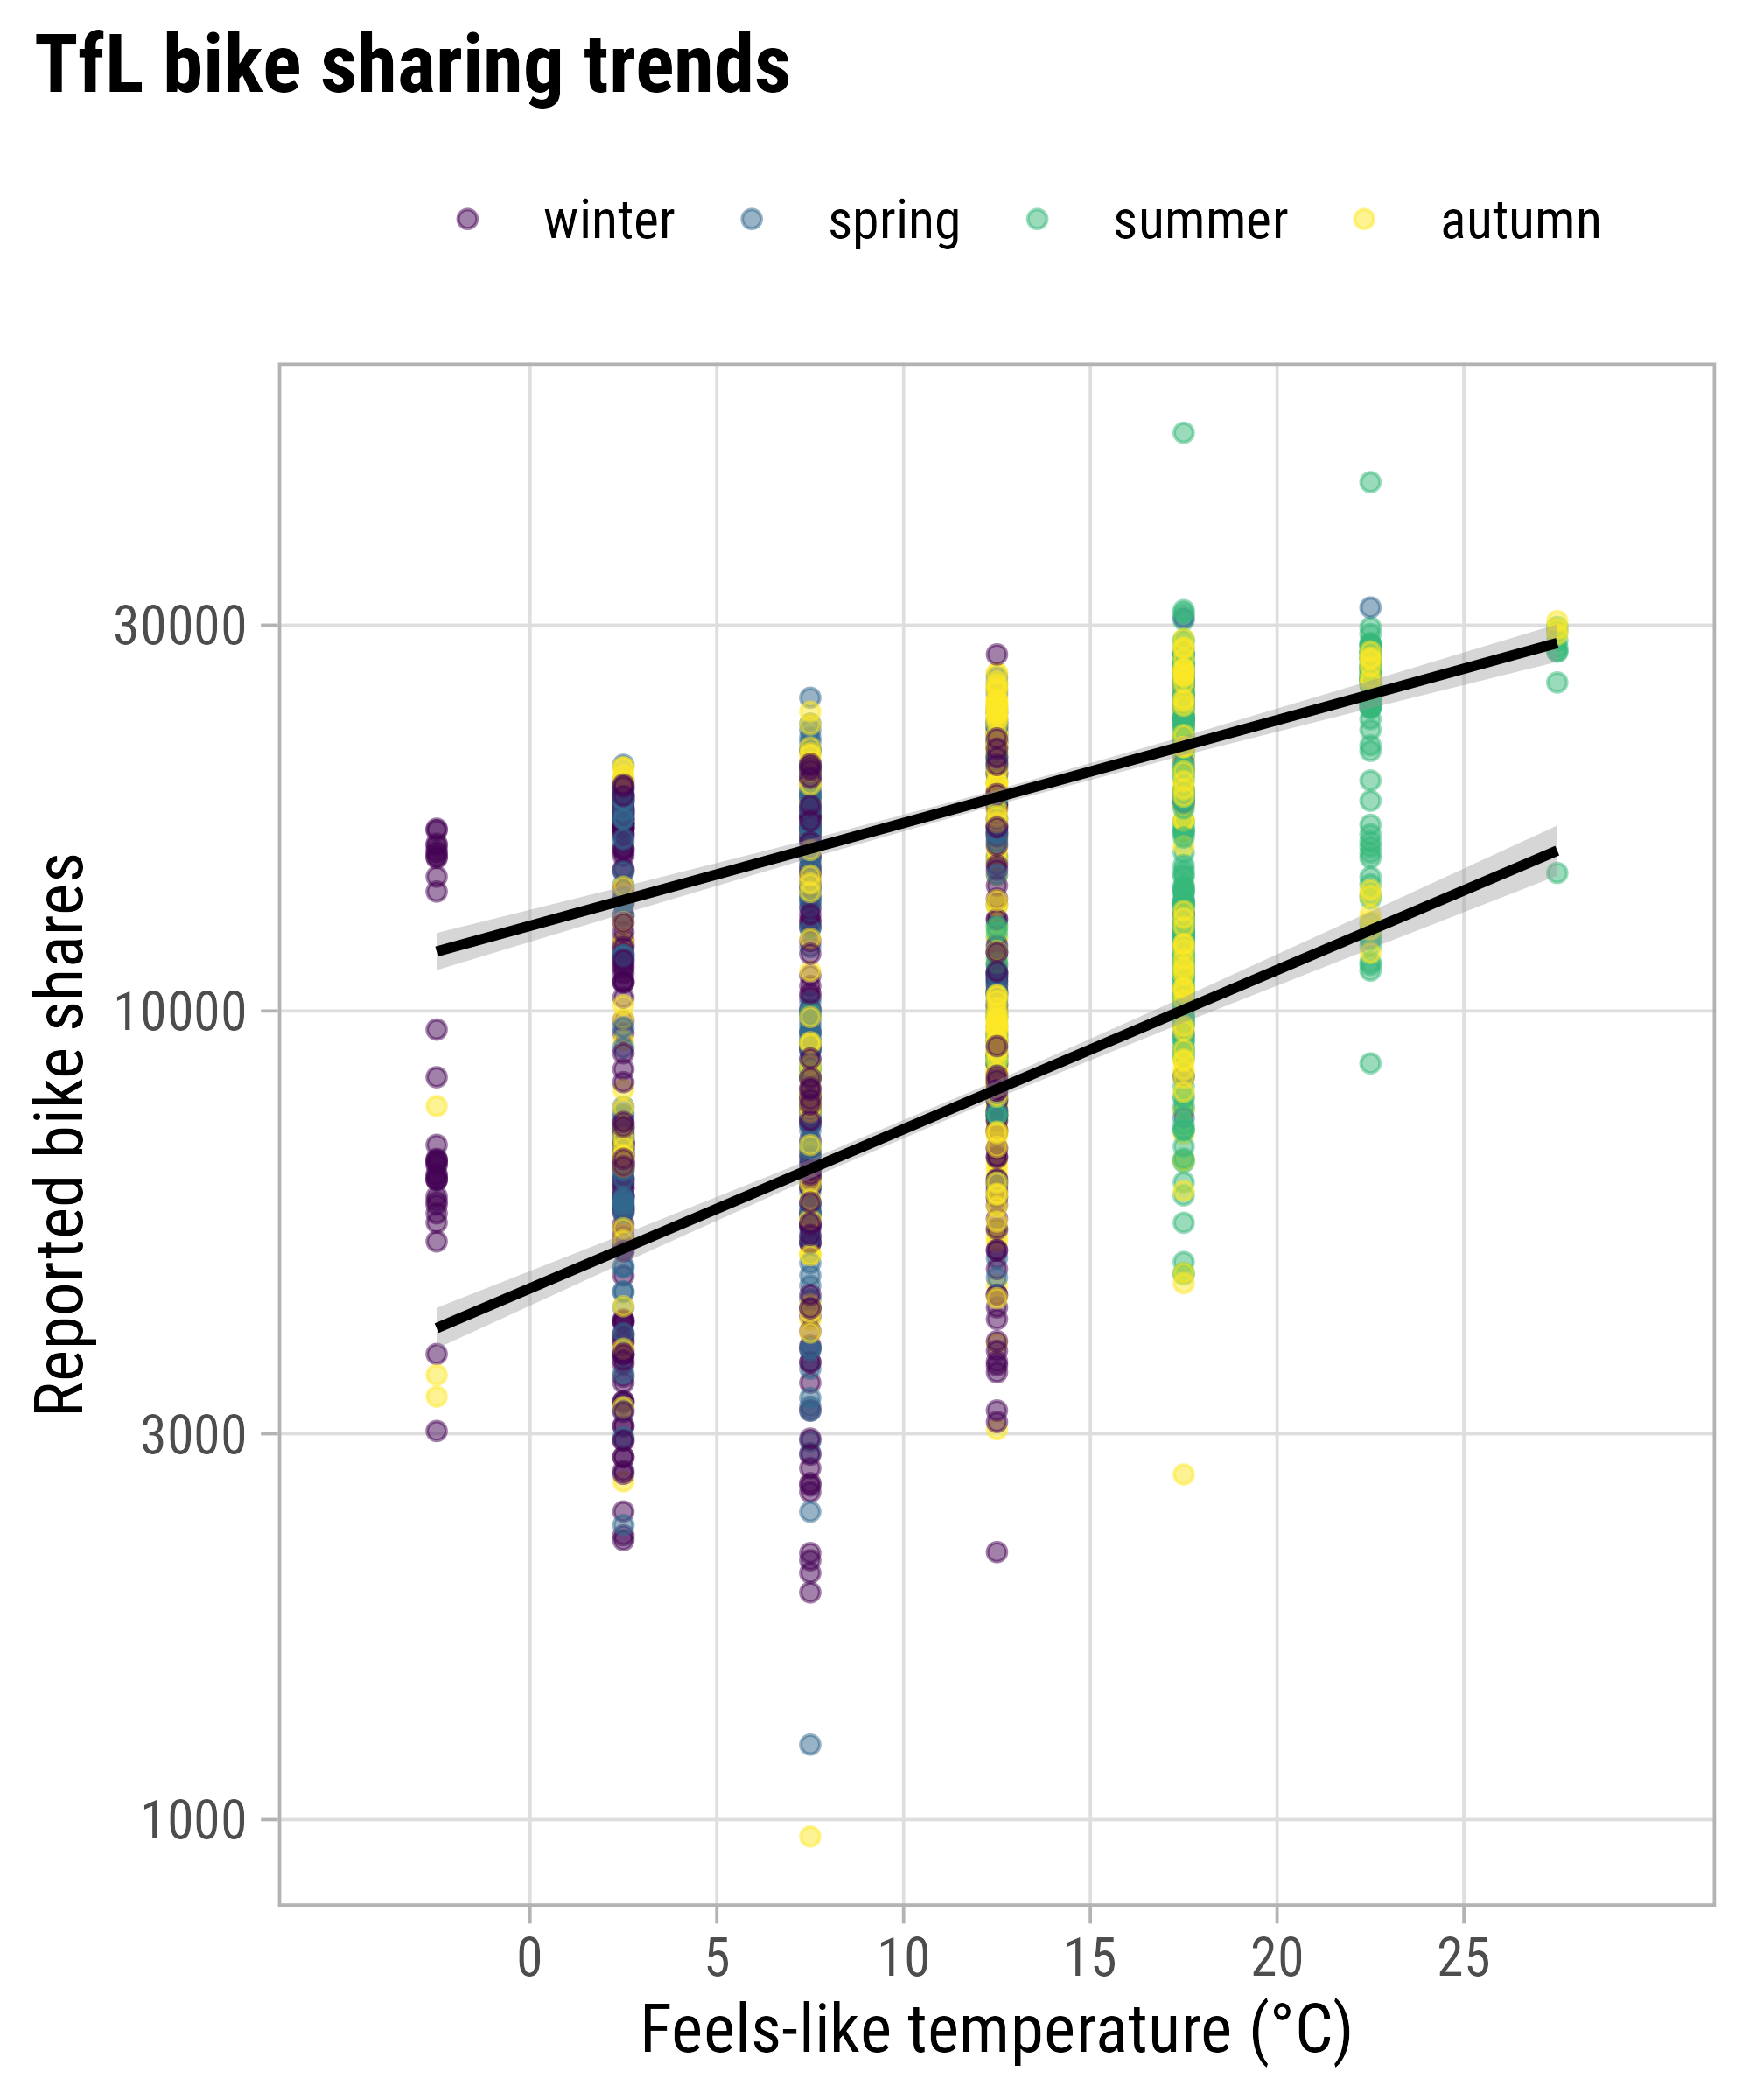 TfL bike sharing trends
winter spring summer autumn
Reported bike shares
30000
10000
3000
1000
0 5 10 15 20 25
Feels-like temperature (°C)